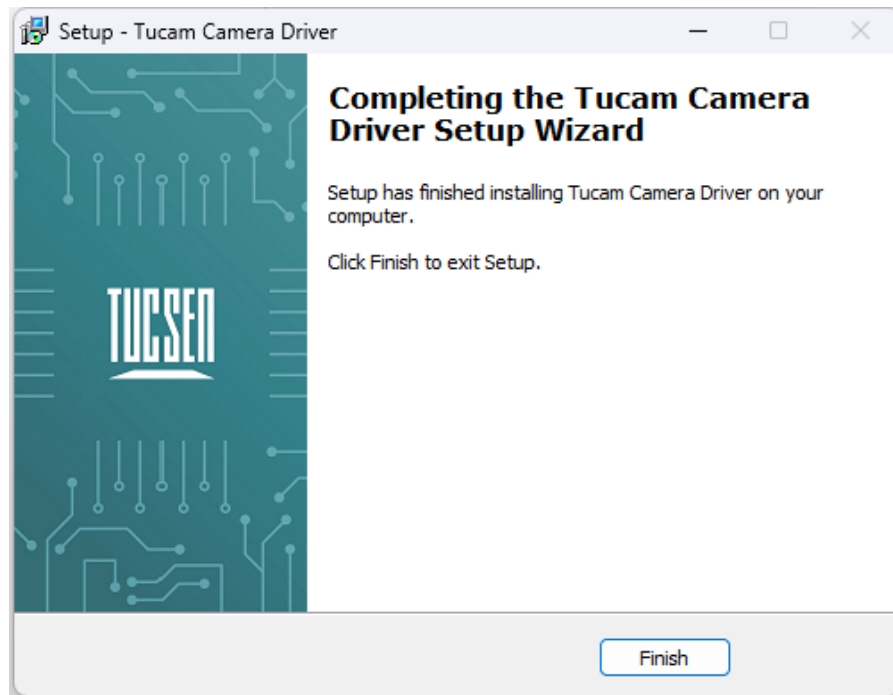 Setup - Tucam Camera Driver
Completing the Tucam Camera
Driver Setup Wizard
Setup has finished installing Tucam Camera Driver on your
computer.
Click Finish to exit Setup.
TUCSEN
Finish